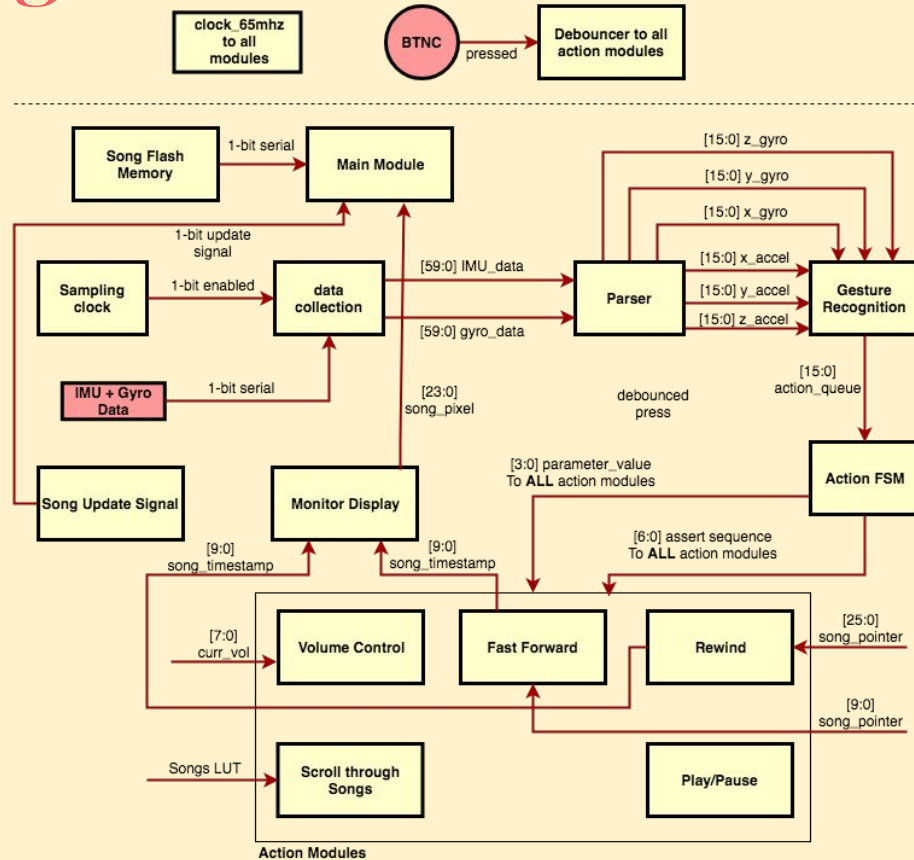 g
clock_65mhz
to all
modules
BTNC
pressed
Debouncer to all
action modules
Song Flash
Memory
1-bit serial
Main Module
[15:0] z_gyro
[15:0] y_gyro
[15:0] x_gyro
1-bit update
signal
Sampling
clock
1-bit enabled
data
collection
[59:0] IMU_data
[59:0] gyro_data
Parser
[15:0] x_accel
[15:0] y_accel
[15:0] z_accel
Gesture
Recognition
IMU + Gyro
Data
1-bit serial
[23:0]
song_pixel
debounced
press
[15:0]
action_queue
Song Update Signal
Monitor Display
[3:0] parameter_value
To ALL action modules
Action FSM
[9:0]
song_timestamp
[9:0]
song_timestamp
[6:0] assert sequence
To ALL action modules
[7:0]
curr_vol
Volume Control
Fast Forward
Rewind
[25:0]
song_pointer
[9:0]
song_pointer
Songs LUT
Scroll through
Songs
Play/Pause
Action Modules